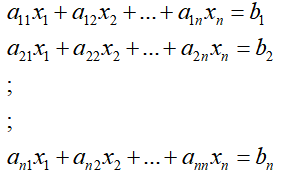 a₁₁x₁ + a₁₂x₂ + ... + a₁ₙxₙ = b₁
a₂₁x₁ + a₂₂x₂ + ... + a₂ₙxₙ = b₂
;
;
aₙ₁x₁ + aₙ₂x₂ + ... + aₙₙxₙ = bₙ